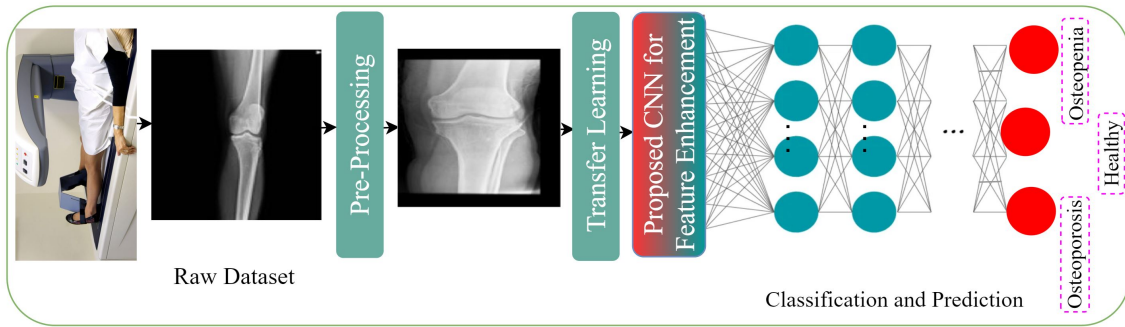 Raw Dataset
Pre-Processing
Transfer Learning
Proposed CNN for
Feature Enhancement
...
Osteopenia
Healthy
Osteoporosis
Classification and Prediction